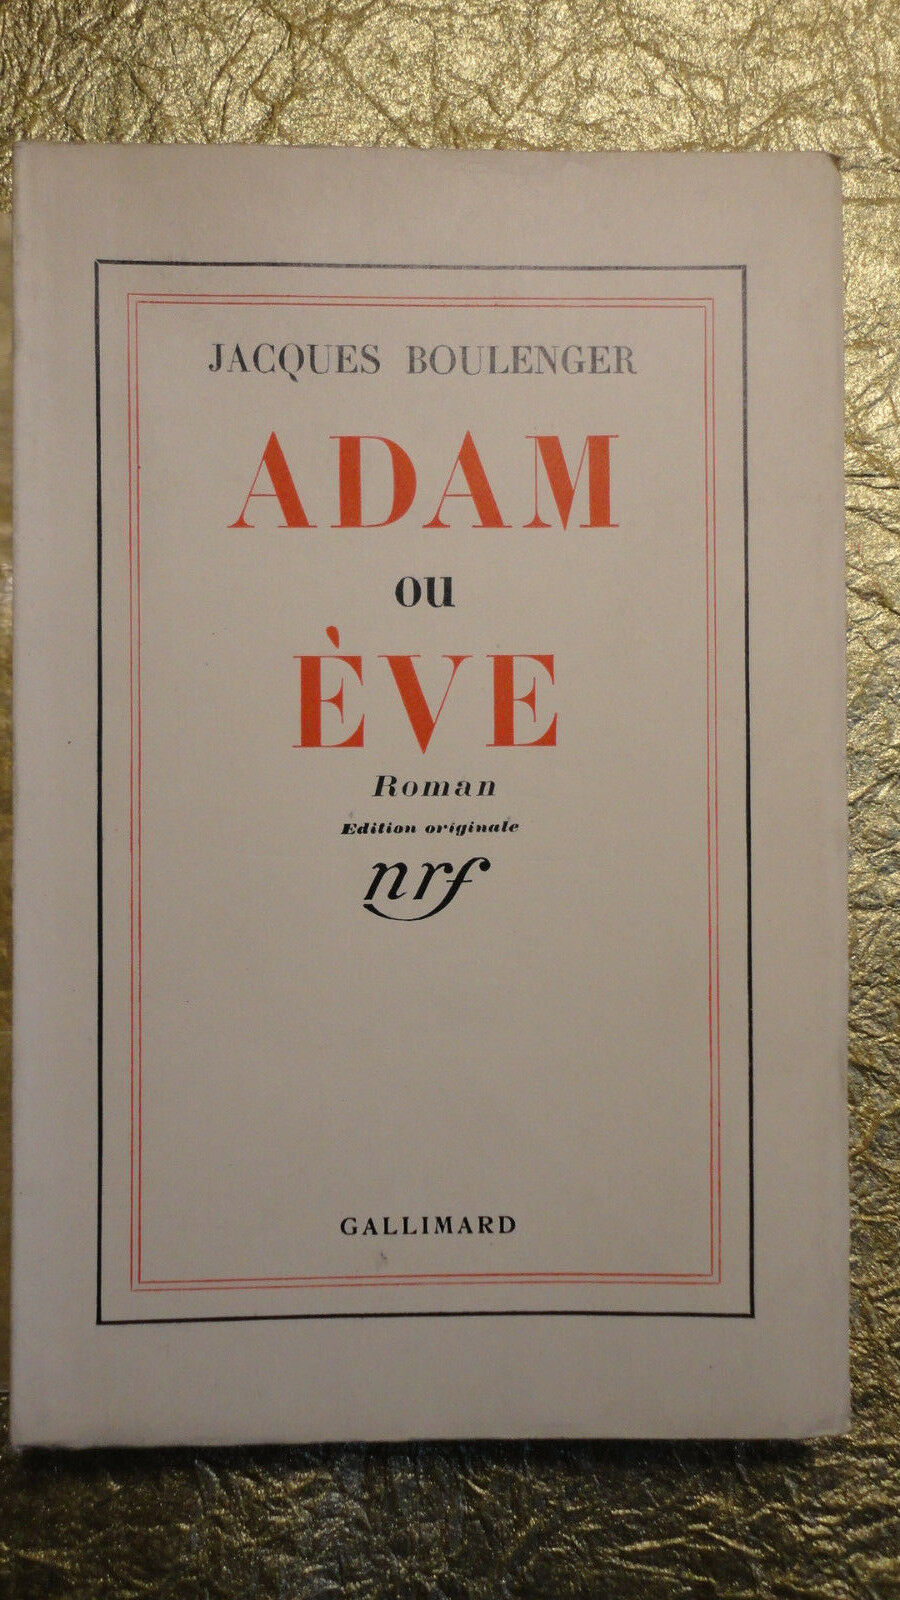 JACQUES BOULENGER
ADAM
ou
ÈVE
Roman
Edition originale
nrf
GALLIMARD